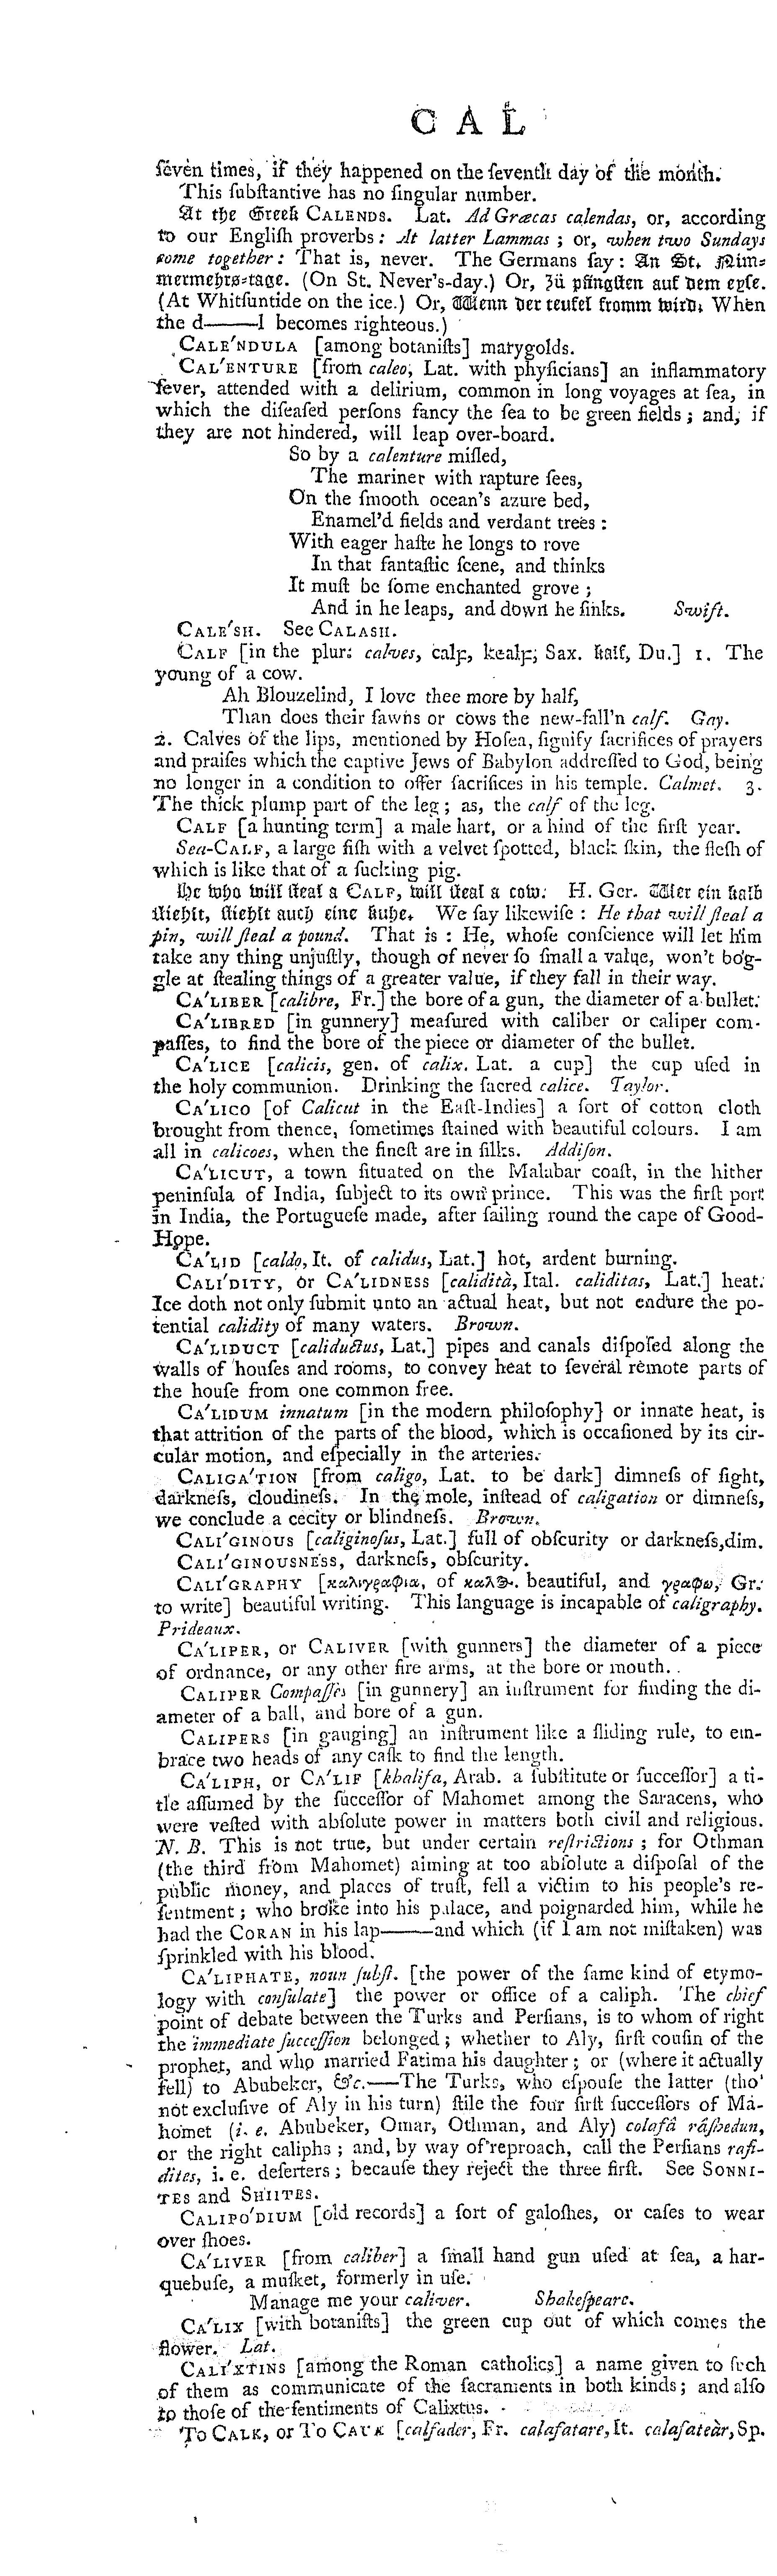 C A L
ſeven times, if they happened on the ſeventh day of the month.
This ſubſtantive has no ſingular number.
At the Greek CALENDS. Lat. Ad Græcas calendas, or, according
to our Engliſh proverbs: At latter Lammas; or, when two Sundays
come together: That is, never. The Germans ſay: An St. Nim-
mermehrs-tage. (On St. Never's-day.) Or, Zü pfingſten auf dem eyſe.
(At Whitſuntide on the ice.) Or, Wenn der teufel fromm wird. When
the d——l becomes righteous.)
CALE'NDULA [among botaniſts] marygolds.
CAL'ENTURE [from caleo, Lat. with phyſicians] an inflammatory
fever, attended with a delirium, common in long voyages at ſea, in
which the diſeaſed perſons fancy the ſea to be green fields; and, if
they are not hindered, will leap over-board.
So by a calenture miſled,
The mariner with rapture ſees,
On the ſmooth ocean's azure bed,
Enamel'd fields and verdant trees:
With eager haſte he longs to rove
In that fantaſtic ſcene, and thinks
It muſt be ſome enchanted grove;
And in he leaps, and down he ſinks. Swift.
CALE'SH. See CALASH.
CALF [in the plur. calves, calf, kealf, Sax. kalf, Du.] 1. The
young of a cow.
Ah Blouzelind, I love thee more by half,
Than does their fawns or cows the new-fall'n calf. Gay.
2. Calves of the lips, mentioned by Hoſea, ſignify ſacrifices of prayers
and praiſes which the captive Jews of Babylon addreſſed to God, being
no longer in a condition to offer ſacrifices in his temple. Calmet. 3.
The thick plump part of the leg; as, the calf of the leg.
CALF [a hunting term] a male hart, or a hind of the firſt year.
Sea-CALF, a large fiſh with a velvet ſpotted, black ſkin, the fleſh of
which is like that of a ſucking pig.
He who will ſteal a CALF, will ſteal a cow. H. Ger. Wer ein kalb
ſtiehlt, ſtiehlt auch eine kuhe. We ſay likewiſe: He that will ſteal a
pin, will ſteal a pound. That is: He, whoſe conſcience will let him
take any thing unjuſtly, though of never ſo ſmall a value, won't bog-
gle at ſtealing things of a greater value, if they fall in their way.
CA'LIBER [calibre, Fr.] the bore of a gun, the diameter of a bullet.
CA'LIBRED [in gunnery] meaſured with caliber or caliper com-
paſſes, to find the bore of the piece or diameter of the bullet.
CA'LICE [calicis, gen. of calix. Lat. a cup] the cup uſed in
the holy communion. Drinking the ſacred calice. Taylor.
CA'LICO [of Calicut in the Eaſt-Indies] a ſort of cotton cloth
brought from thence, ſometimes ſtained with beautiful colours. I am
all in calicoes, when the fineſt are in ſilks. Addiſon.
CA'LICUT, a town ſituated on the Malabar coaſt, in the hither
peninſula of India, ſubject to its own prince. This was the firſt port
in India, the Portugueſe made, after ſailing round the cape of Good-
Hope.
CA'LID [caldo, It. of calidus, Lat.] hot, ardent burning.
CALI'DITY, or CA'LIDNESS [calidità, Ital. caliditas, Lat.] heat.
Ice doth not only ſubmit unto an actual heat, but not endure the po-
tential calidity of many waters. Brown.
CA'LIDUCT [caliductus, Lat.] pipes and canals diſpoſed along the
walls of houſes and rooms, to convey heat to ſeveral remote parts of
the houſe from one common free.
CA'LIDUM innatum [in the modern philoſophy] or innate heat, is
that attrition of the parts of the blood, which is occaſioned by its cir-
cular motion, and eſpecially in the arteries.
CALIGA'TION [from caligo, Lat. to be dark] dimneſs of ſight,
darkneſs, cloudineſs. In the mole, inſtead of caligation or dimneſs,
we conclude a cecity or blindneſs. Brown.
CALI'GINOUS [caliginoſus, Lat.] full of obſcurity or darkneſs, dim.
CALI'GINOUSNESS, darkneſs, obſcurity.
CALI'GRAPHY [καλιγραφια, of καλος. beautiful, and γραφω, Gr.
to write] beautiful writing. This language is incapable of caligraphy.
Prideaux.
CA'LIPER, or CALIVER [with gunners] the diameter of a piece
of ordnance, or any other fire arms, at the bore or mouth.
CALIPER Compaſſes [in gunnery] an inſtrument for finding the di-
ameter of a ball, and bore of a gun.
CALIPERS [in gauging] an inſtrument like a ſliding rule, to em-
brace two heads of any caſk to find the length.
CA'LIPH, or CA'LIF [khalifa, Arab. a ſubſtitute or ſucceſſor] a ti-
tle aſſumed by the ſucceſſor of Mahomet among the Saracens, who
were veſted with abſolute power in matters both civil and religious.
N. B. This is not true, but under certain reſtrictions; for Othman
(the third from Mahomet) aiming at too abſolute a diſpoſal of the
public money, and places of truſt, fell a victim to his people's re-
ſentment; who broke into his palace, and poignarded him, while he
had the CORAN in his lap——and which (if I am not miſtaken) was
ſprinkled with his blood.
CA'LIPHATE, noun ſubſt. [the power of the ſame kind of etymo-
logy with conſulate] the power or office of a caliph. The chief
point of debate between the Turks and Perſians, is to whom of right
the immediate ſucceſſion belonged; whether to Aly, firſt couſin of the
prophet, and who married Fatima his daughter; or (where it actually
fell) to Abubeker, &c.—The Turks, who eſpouſe the latter (tho'
not excluſive of Aly in his turn) ſtile the four firſt ſucceſſors of Ma-
homet (i. e. Abubeker, Omar, Othman, and Aly) colafâ râſhedun,
or the right caliphs; and, by way of reproach, call the Perſians rafi-
dites, i. e. deſerters; becauſe they reject the three firſt. See SONNI-
TES and SHIITES.
CALIPO'DIUM [old records] a ſort of galoſhes, or caſes to wear
over ſhoes.
CA'LIVER [from caliber] a ſmall hand gun uſed at ſea, a har-
quebuſe, a muſket, formerly in uſe.
Manage me your caliver. Shakeſpeare.
CA'LIX [with botaniſts] the green cup out of which comes the
flower. Lat.
CALI'XTINS [among the Roman catholics] a name given to ſuch
of them as communicate of the ſacraments in both kinds; and alſo
to thoſe of the ſentiments of Calixtus.
To CALK, or To CAUK [calfader, Fr. calafatare, It. calafateàr, Sp.